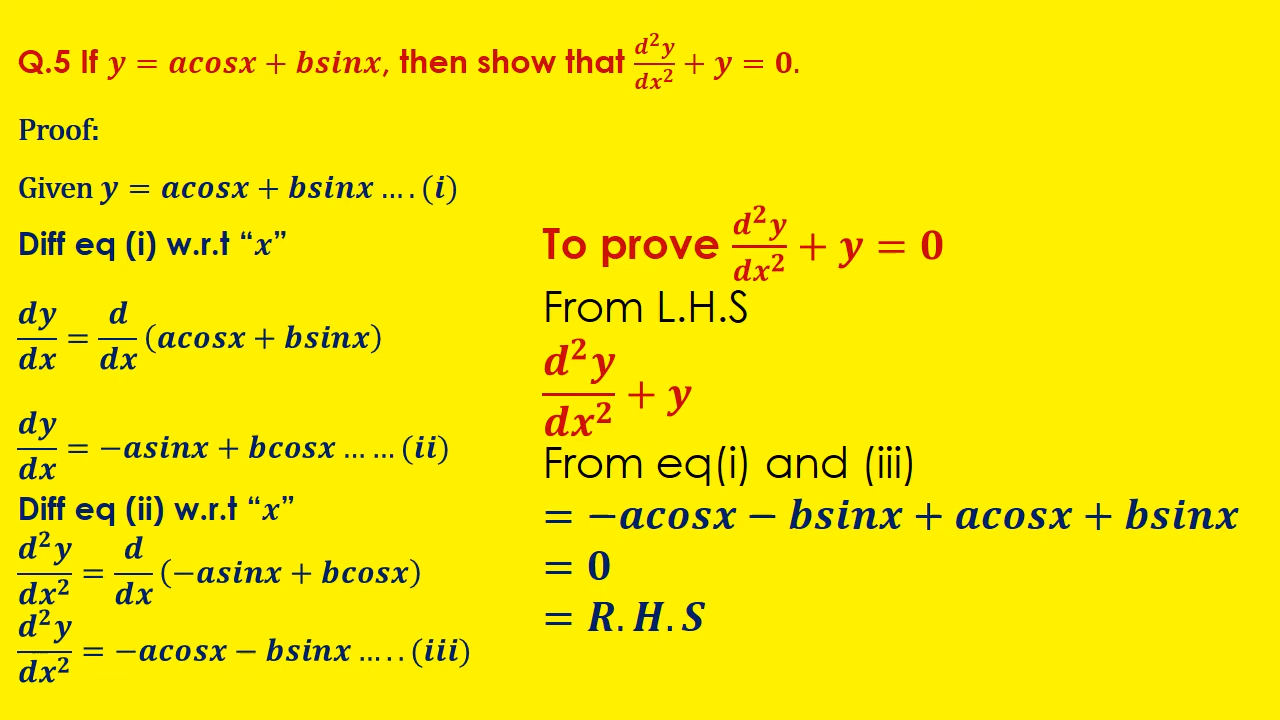 Q.5 If y = acosx + bsinx, then show that d²y/dx² + y = 0.
Proof:
Given y = acosx + bsinx ... . (i)
Diff eq (i) w.r.t “x”
dy/dx = d/dx (acosx + bsinx)
dy/dx = −asinx + bcosx ... ... (ii)
Diff eq (ii) w.r.t “x”
d²y/dx² = d/dx (−asinx + bcosx)
d²y/dx² = −acosx − bsinx ... . . (iii)
To prove d²y/dx² + y = 0
From L.H.S
d²y/dx² + y
From eq(i) and (iii)
= −acosx − bsinx + acosx + bsinx
= 0
= R. H. S